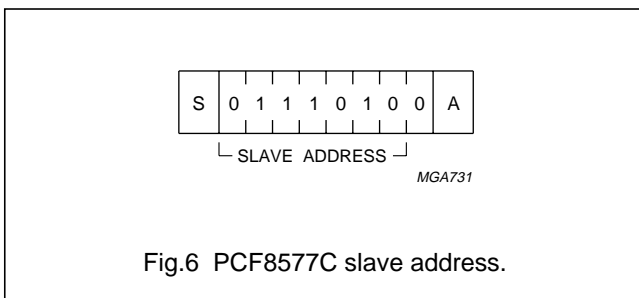 S 0 1 1 1 0 1 0 0 A
SLAVE ADDRESS
MGA731
Fig.6 PCF8577C slave address.